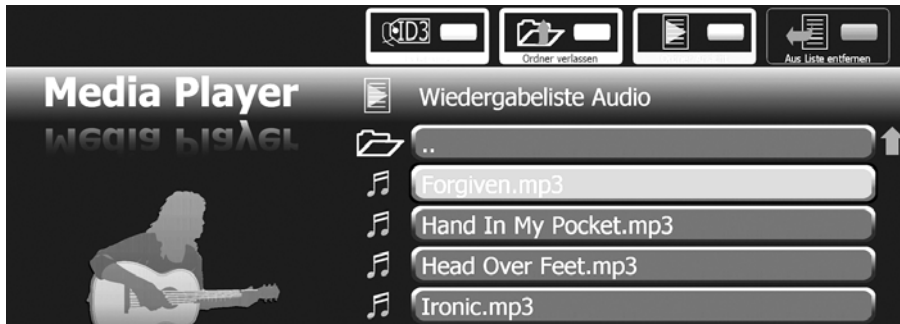 ID3
Ordner verlassen
Aus Liste entfernen
Media Player
Wiedergabeliste Audio
..
Forgiven.mp3
Hand In My Pocket.mp3
Head Over Feet.mp3
Ironic.mp3